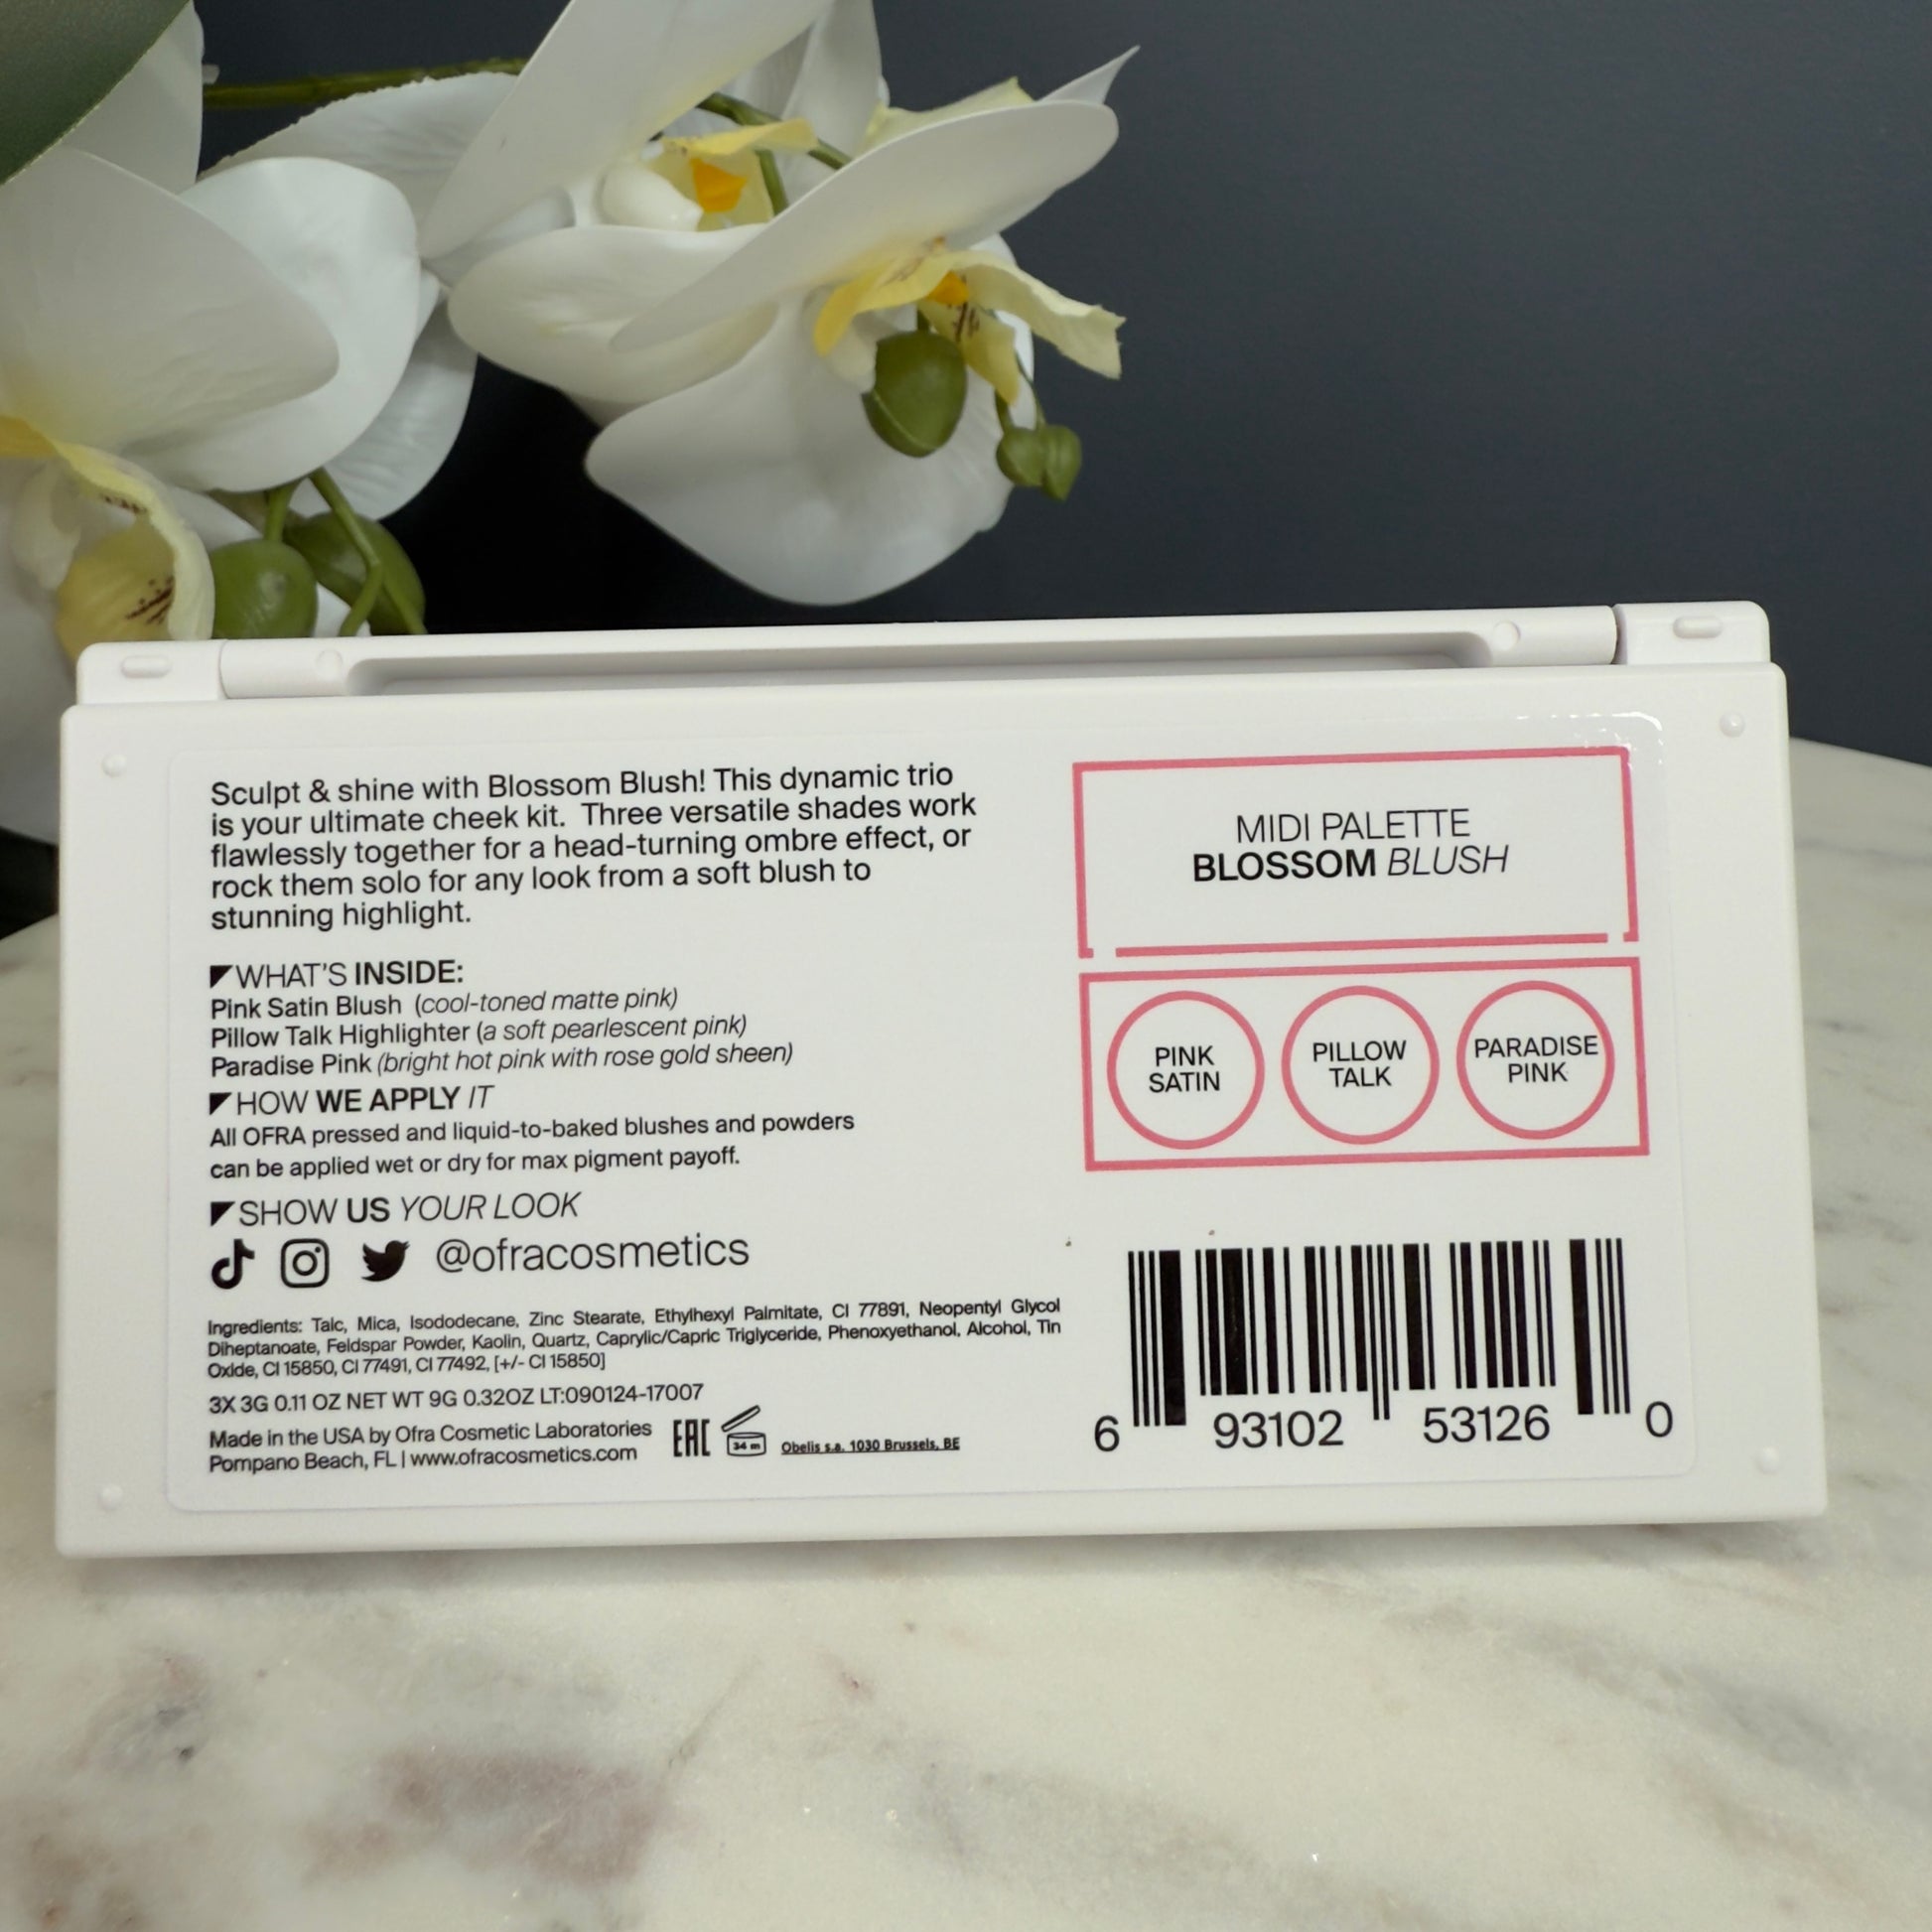 Sculpt & shine with Blossom Blush! This dynamic trio
is your ultimate cheek kit. Three versatile shades work
flawlessly together for a head-turning ombre effect, or
rock them solo for any look from a soft blush to
stunning highlight.
WHAT'S INSIDE:
Pink Satin Blush (cool-toned matte pink)
Pillow Talk Highlighter (a soft pearlescent pink)
Paradise Pink (bright hot pink with rose gold sheen)
HOW WE APPLY IT
All OFRA pressed and liquid-to-baked blushes and powders
can be applied wet or dry for max pigment payoff.
SHOW US YOUR LOOK
@ofracosmetics
Ingredients: Talc, Mica, Isododecane, Zinc Stearate, Ethylhexyl Palmitate, CI 77891, Neopentyl Glycol
Diheptanoate, Feldspar Powder, Kaolin, Quartz, Caprylic/Capric Triglyceride, Phenoxyethanol, Alcohol, Tin
Oxide, CI 15850, CI 77491, CI 77492, [+/- CI 15850]
3X 3G 0.11 OZ NET WT 9G 0.32OZ LT:090124-17007
Made in the USA by Ofra Cosmetic Laboratories
Pompano Beach, FL | www.ofracosmetics.com
EAC
34 m
Obelis s.a. 1030 Brussels, BE
MIDI PALETTE
BLOSSOM BLUSH
PINK
SATIN
PILLOW
TALK
PARADISE
PINK
6 93102 53126 0